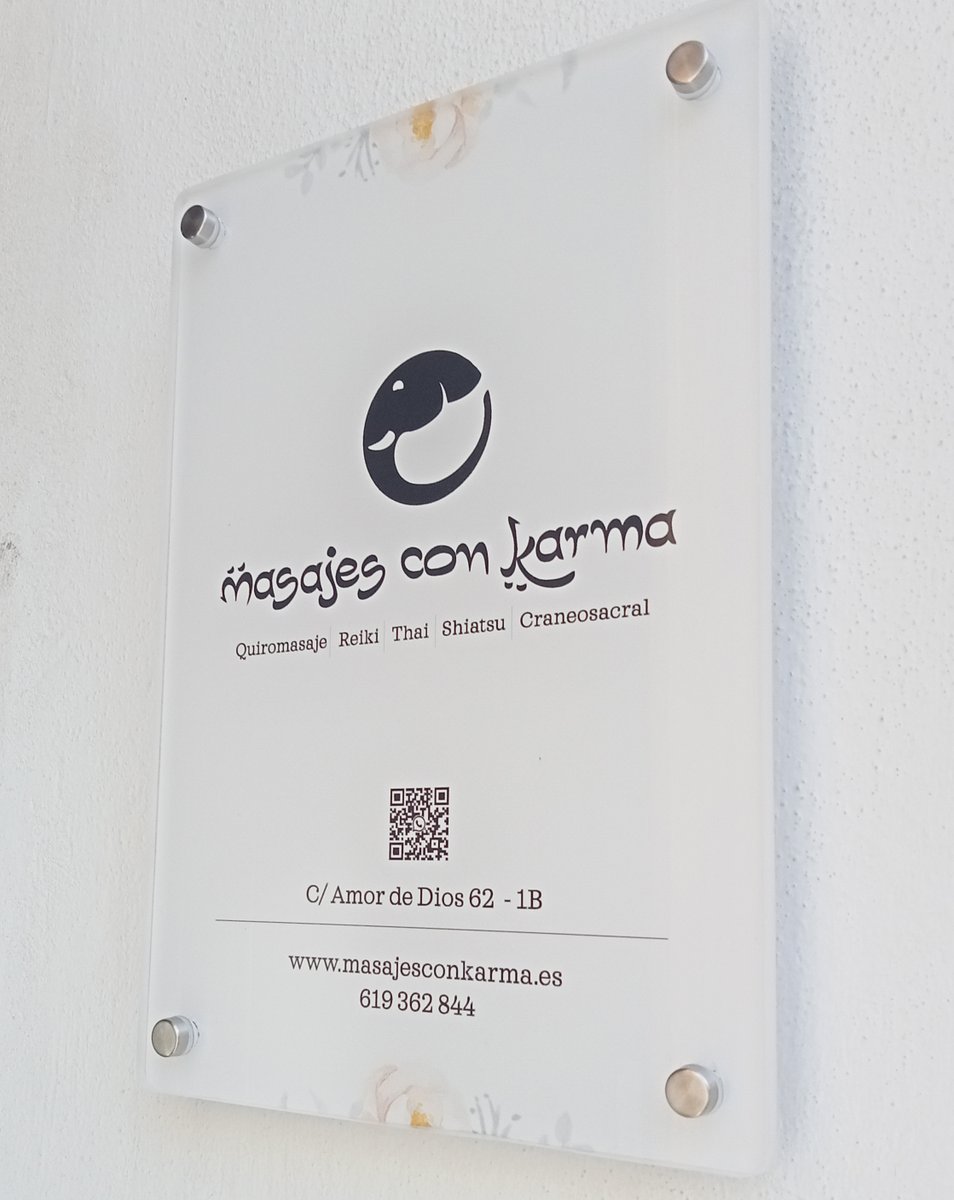 masajes con karma
Quiromasaje | Reiki | Thai | Shiatsu | Craneosacral
C/ Amor de Dios 62 - 1B
www.masajesconkarma.es
619 362 844